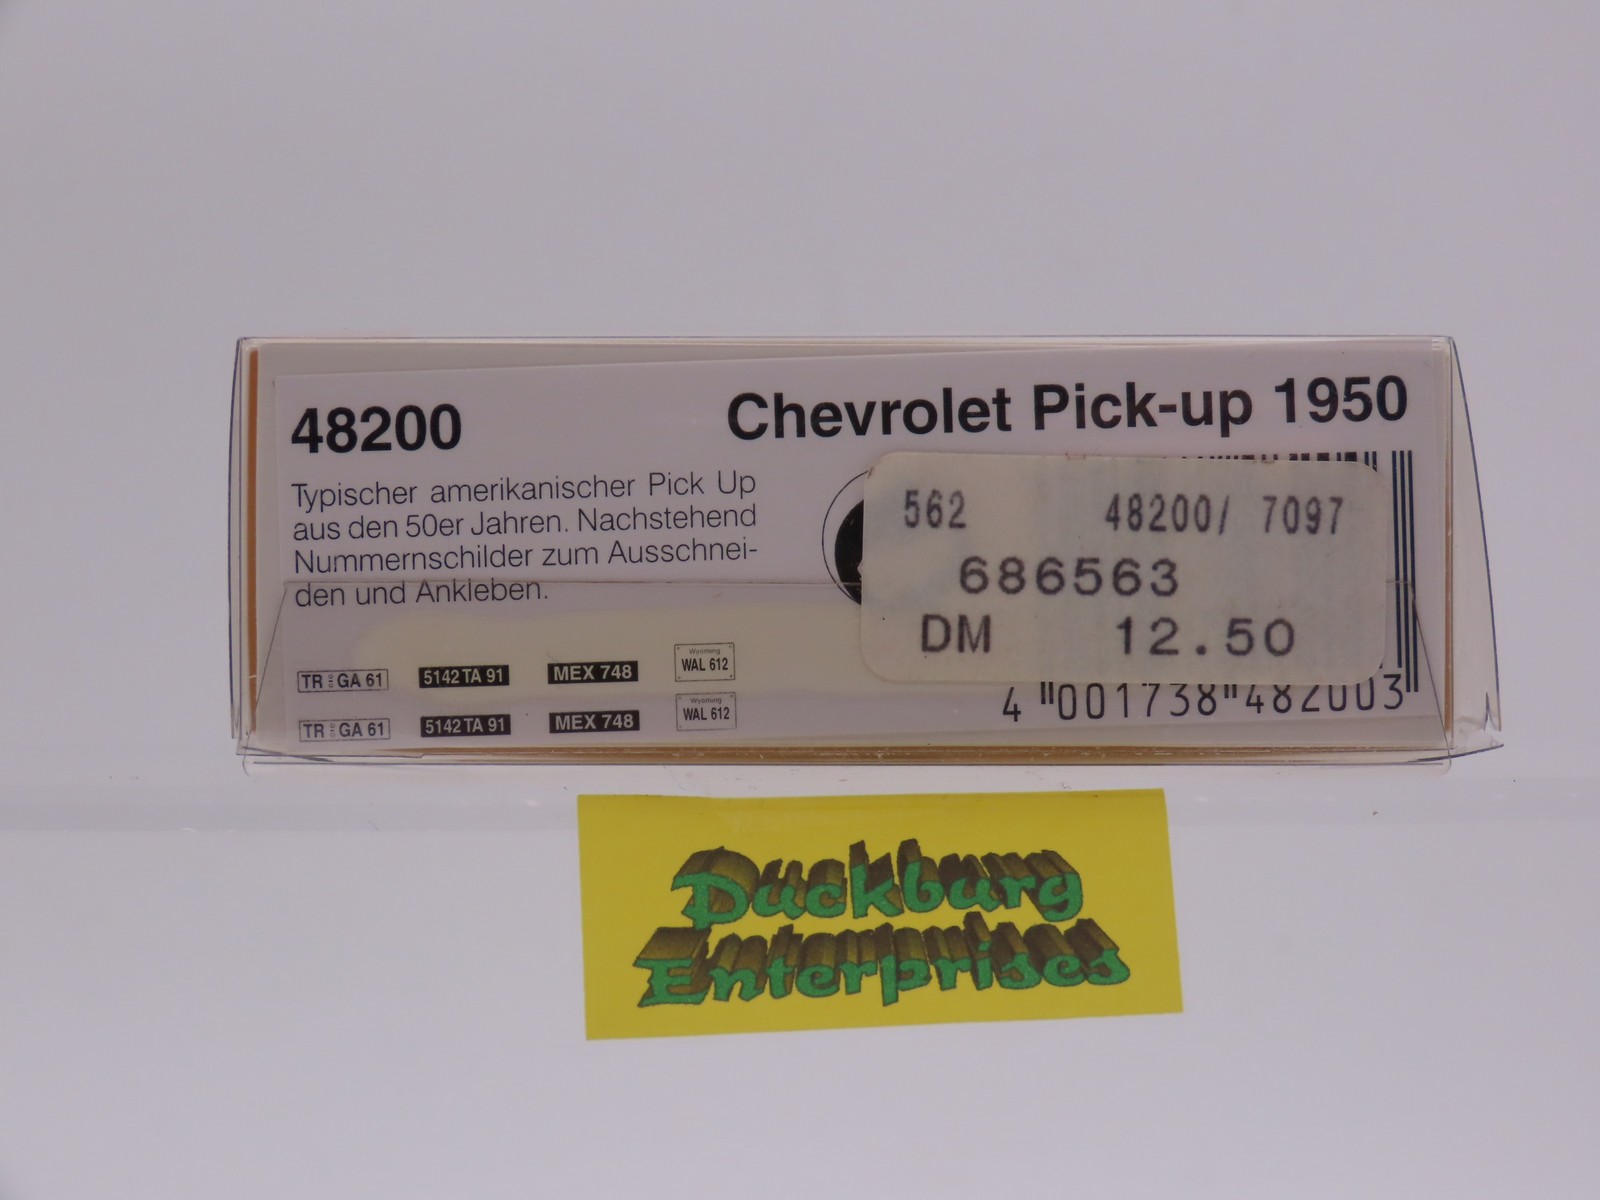 48200
Chevrolet Pick-up 1950
Typischer amerikanischer Pick Up
aus den 50er Jahren. Nachstehend
Nummernschilder zum Ausschnei-
den und Ankleben.
562 48200/ 7097
686563
DM 12.50
TR GA 61 5142 TA 91 MEX 748 Wyoming WAL 612
TR GA 61 5142 TA 91 MEX 748 Wyoming WAL 612
4 001738 482003
Duckburg
Enterprises